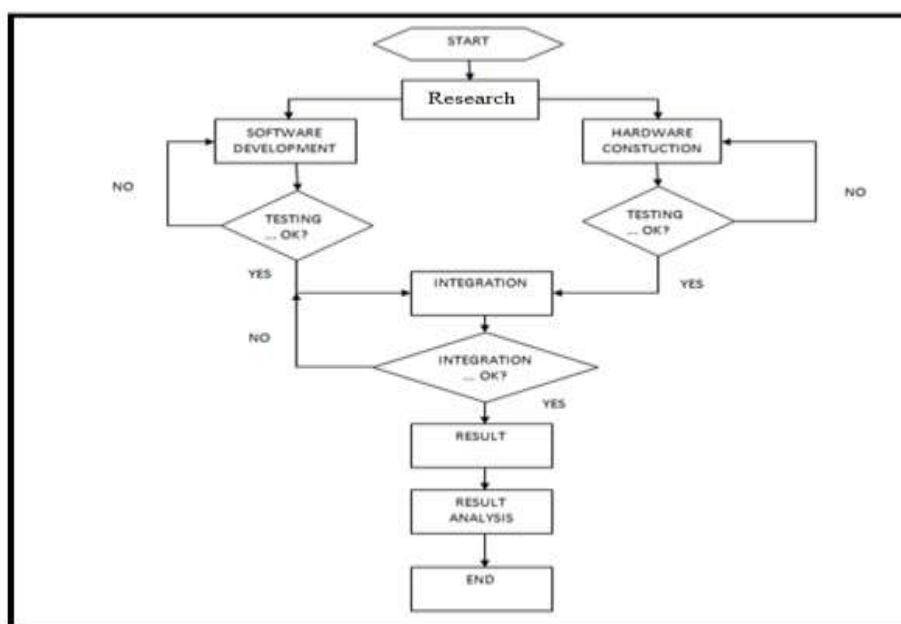 START
Research
SOFTWARE
DEVELOPMENT
HARDWARE
CONSTUCTION
NO
TESTING
... OK?
TESTING
... OK?
NO
YES
INTEGRATION
YES
NO
INTEGRATION
... OK?
YES
RESULT
RESULT
ANALYSIS
END